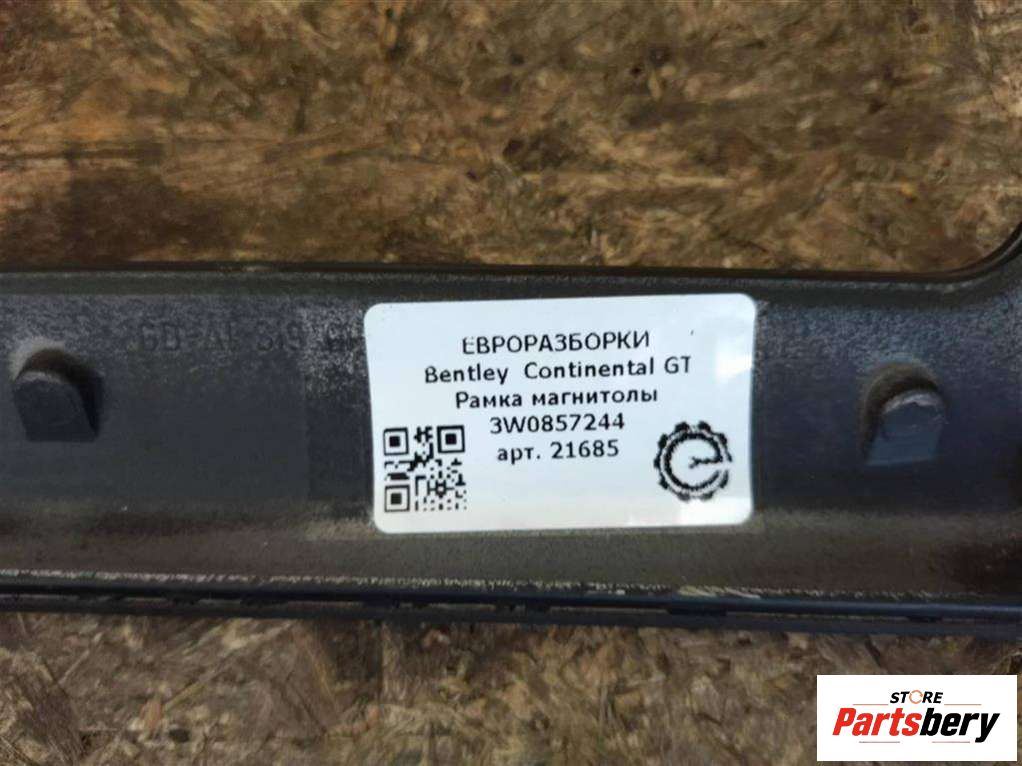 ЕВРОРАЗБОРКИ
Bentley Continental GT
Рамка магнитолы
3W0857244
арт. 21685
STORE
Partsbery